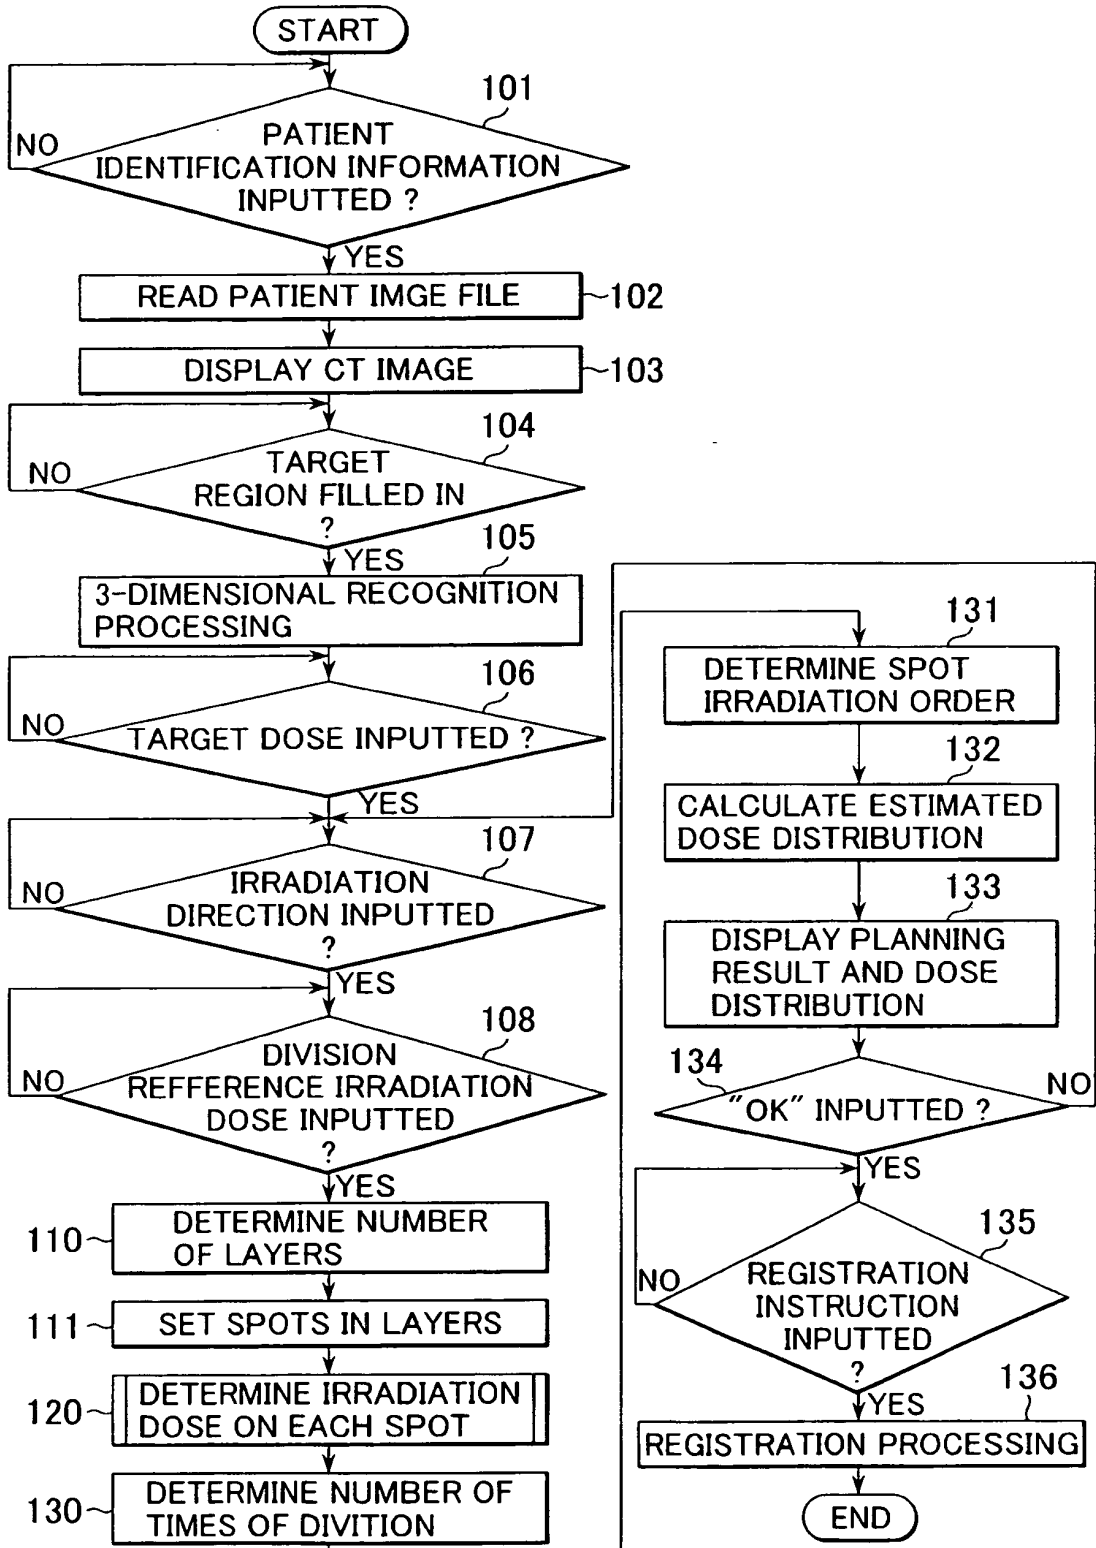 START
101
PATIENT
IDENTIFICATION INFORMATION
INPUTTED ?
NO
YES
READ PATIENT IMGE FILE
102
DISPLAY CT IMAGE
103
104
TARGET
REGION FILLED IN
?
NO
YES
105
3-DIMENSIONAL RECOGNITION
PROCESSING
106
TARGET DOSE INPUTTED ?
NO
YES
107
IRRADIATION
DIRECTION INPUTTED
?
NO
YES
108
DIVISION
REFFERENCE IRRADIATION
DOSE INPUTTED
?
NO
YES
110
DETERMINE NUMBER
OF LAYERS
111
SET SPOTS IN LAYERS
120
DETERMINE IRRADIATION
DOSE ON EACH SPOT
130
DETERMINE NUMBER OF
TIMES OF DIVITION
131
DETERMINE SPOT
IRRADIATION ORDER
132
CALCULATE ESTIMATED
DOSE DISTRIBUTION
133
DISPLAY PLANNING
RESULT AND DOSE
DISTRIBUTION
134
"OK" INPUTTED ?
NO
YES
135
REGISTRATION
INSTRUCTION
INPUTTED
?
NO
YES
136
REGISTRATION PROCESSING
END